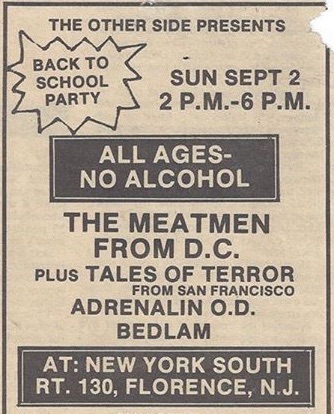 THE OTHER SIDE PRESENTS
BACK TO
SCHOOL
PARTY
SUN SEPT 2
2 P.M.-6 P.M.
ALL AGES-
NO ALCOHOL
THE MEATMEN
FROM D.C.
PLUS TALES OF TERROR
FROM SAN FRANCISCO
ADRENALIN O.D.
BEDLAM
AT: NEW YORK SOUTH
RT. 130, FLORENCE, N.J.